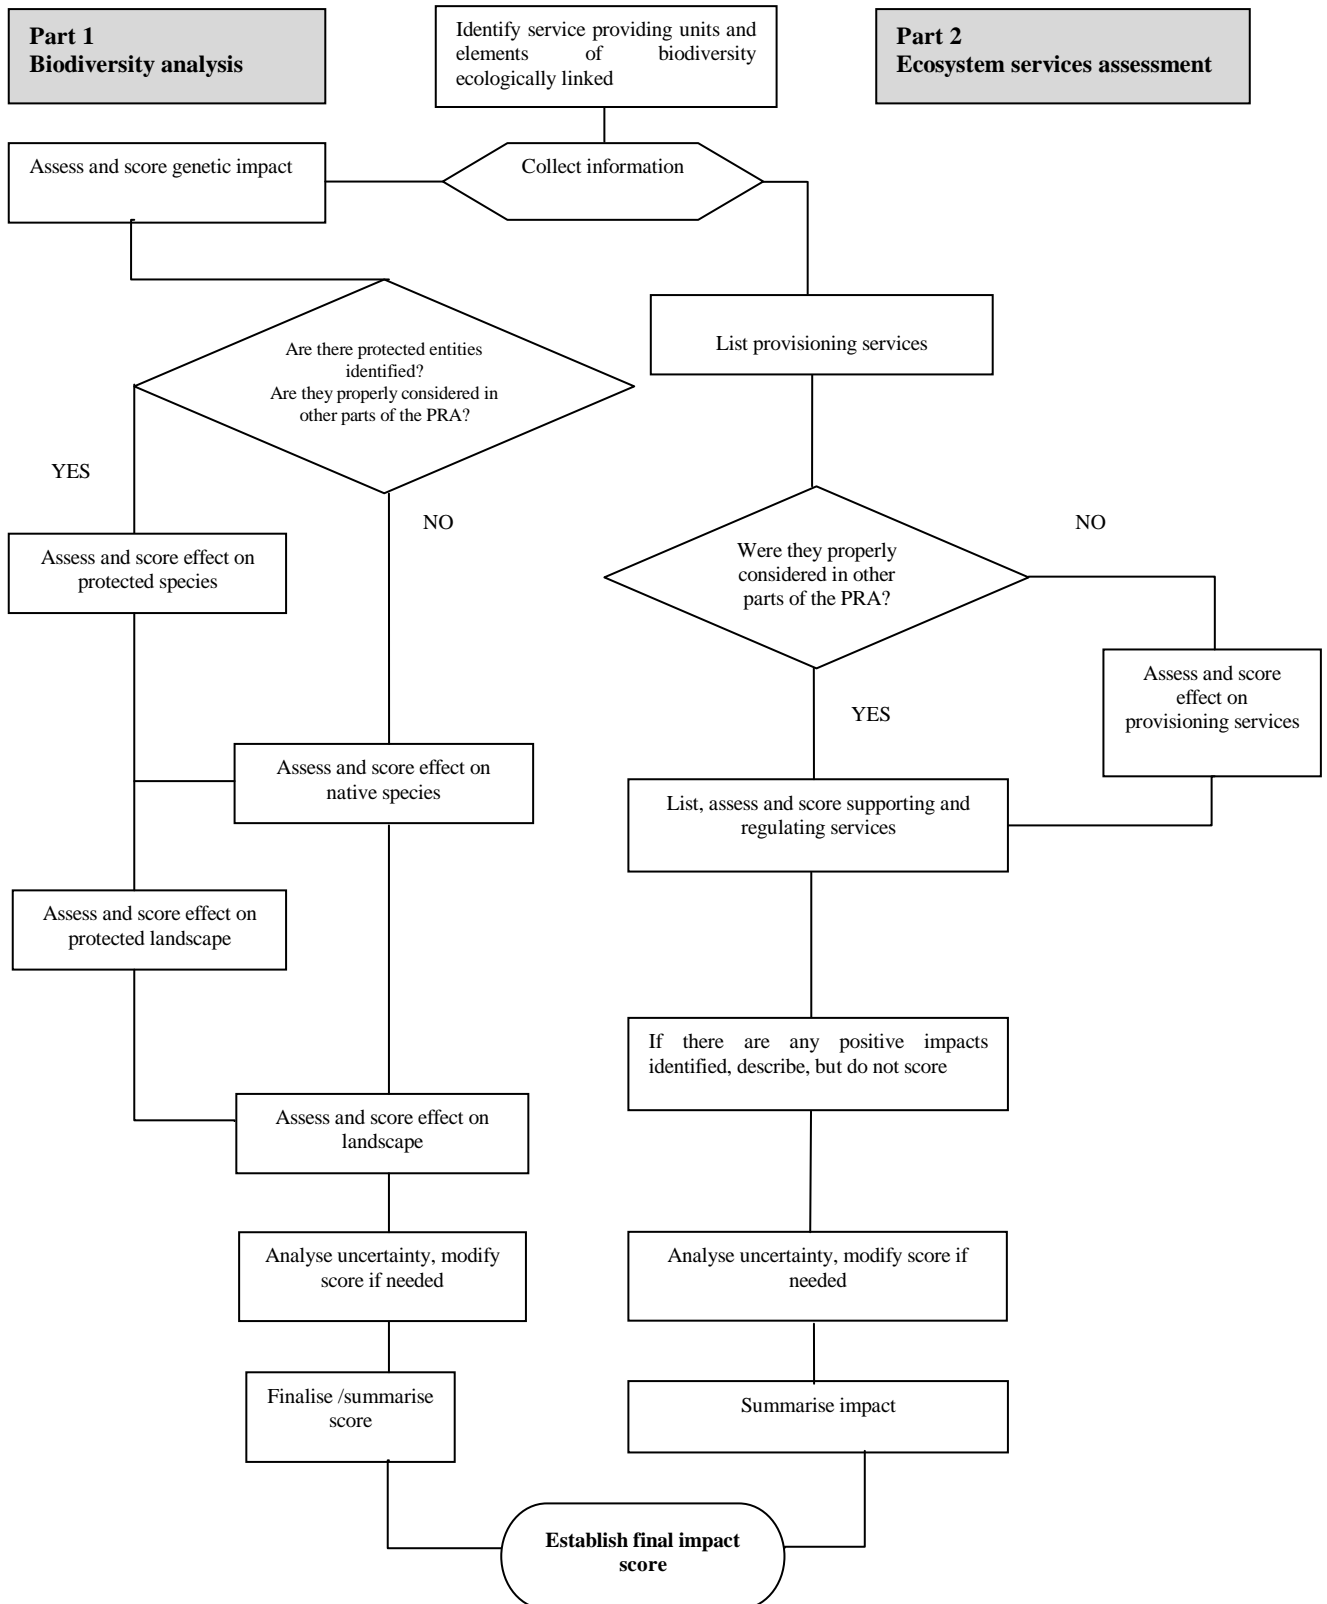 Part 1
Biodiversity analysis
Identify service providing units and
elements of biodiversity
ecologically linked
Part 2
Ecosystem services assessment
Assess and score genetic impact
Collect information
Are there protected entities
identified?
Are they properly considered in
other parts of the PRA?
List provisioning services
YES
NO
NO
Were they properly
considered in other
parts of the PRA?
Assess and score effect on
protected species
Assess and score
effect on
provisioning services
YES
Assess and score effect on
native species
List, assess and score supporting and
regulating services
Assess and score effect on
protected landscape
If there are any positive impacts
identified, describe, but do not score
Assess and score effect on
landscape
Analyse uncertainty, modify
score if needed
Analyse uncertainty, modify score if
needed
Finalise /summarise
score
Summarise impact
Establish final impact
score